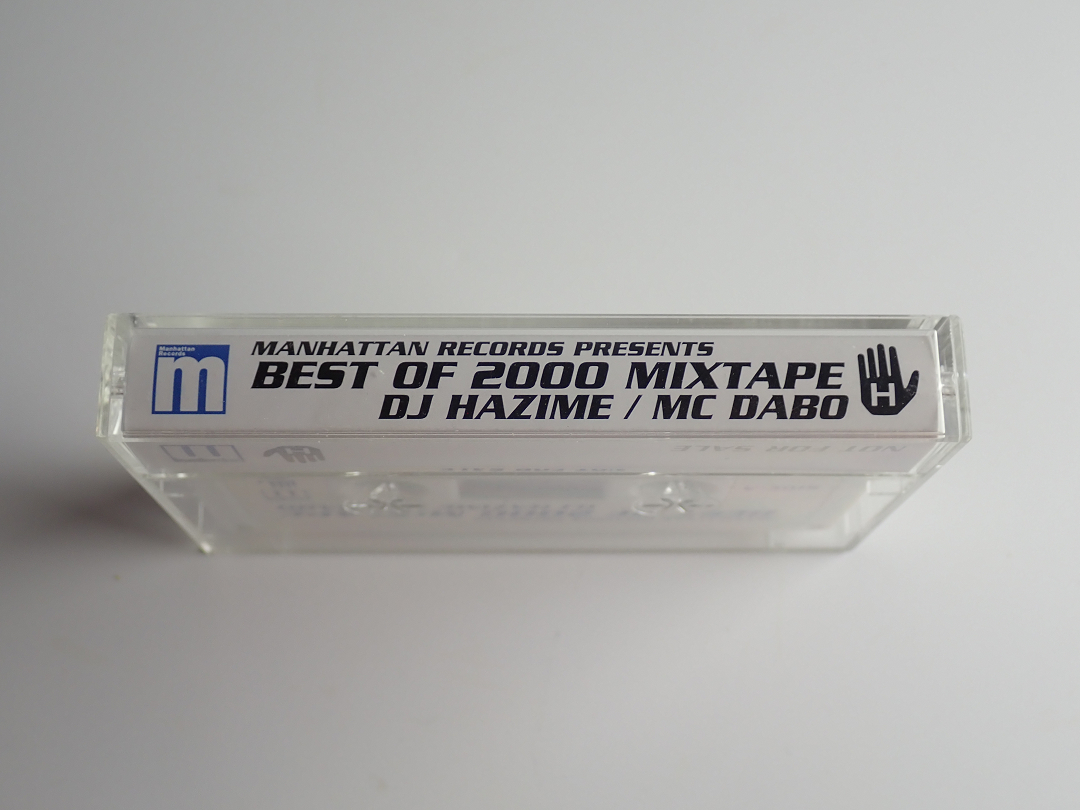 Manhattan
Records
m
MANHATTAN RECORDS PRESENTS
BEST OF 2000 MIXTAPE
DJ HAZIME / MC DABO
H
NOT FOR SALE